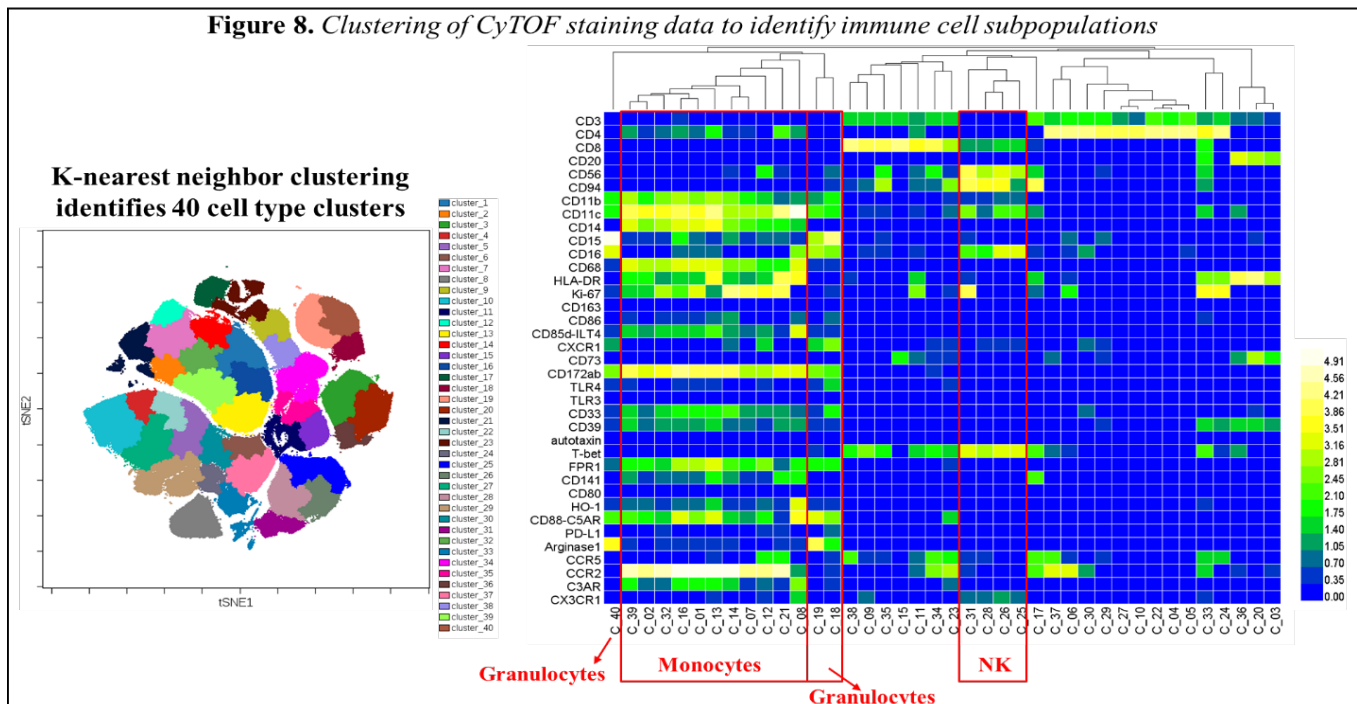 Figure 8. Clustering of CyTOF staining data to identify immune cell subpopulations
K-nearest neighbor clustering
identifies 40 cell type clusters
tSNE2
tSNE1
cluster_1
cluster_2
cluster_3
cluster_4
cluster_5
cluster_6
cluster_7
cluster_8
cluster_9
cluster_10
cluster_11
cluster_12
cluster_13
cluster_14
cluster_15
cluster_16
cluster_17
cluster_18
cluster_19
cluster_20
cluster_21
cluster_22
cluster_23
cluster_24
cluster_25
cluster_26
cluster_27
cluster_28
cluster_29
cluster_30
cluster_31
cluster_32
cluster_33
cluster_34
cluster_35
cluster_36
cluster_37
cluster_38
cluster_39
cluster_40
CD3
CD4
CD8
CD20
CD56
CD94
CD11b
CD11c
CD14
CD15
CD16
CD68
HLA-DR
Ki-67
CD163
CD86
CD85d-ILT4
CXCR1
CD73
CD172ab
TLR4
TLR3
CD33
CD39
autotaxin
T-bet
FPR1
CD141
CD80
HO-1
CD88-C5AR
PD-L1
Arginase1
CCR5
CCR2
C3AR
CX3CR1
C_40
C_39
C_02
C_32
C_16
C_01
C_13
C_14
C_07
C_12
C_21
C_08
C_19
C_18
C_38
C_09
C_35
C_15
C_11
C_34
C_23
C_31
C_28
C_26
C_25
C_17
C_37
C_06
C_30
C_29
C_27
C_10
C_22
C_04
C_05
C_33
C_24
C_36
C_20
C_03
4.91
4.56
4.21
3.86
3.51
3.16
2.81
2.45
2.10
1.75
1.40
1.05
0.70
0.35
0.00
Granulocytes
Monocytes
Granulocytes
NK